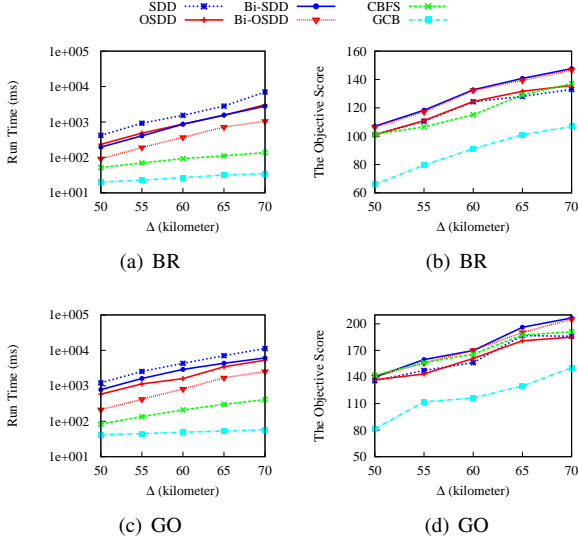 SDD Bi-SDD CBFS
OSDD Bi-OSDD GCB
1e+005
1e+004
1e+003
1e+002
1e+001
50 55 60 65 70
Run Time (ms)
Δ (kilometer)
(a) BR
160
140
120
100
80
60
50 55 60 65 70
The Objective Score
Δ (kilometer)
(b) BR
1e+005
1e+004
1e+003
1e+002
1e+001
50 55 60 65 70
Run Time (ms)
Δ (kilometer)
(c) GO
200
170
140
110
80
50
50 55 60 65 70
The Objective Score
Δ (kilometer)
(d) GO